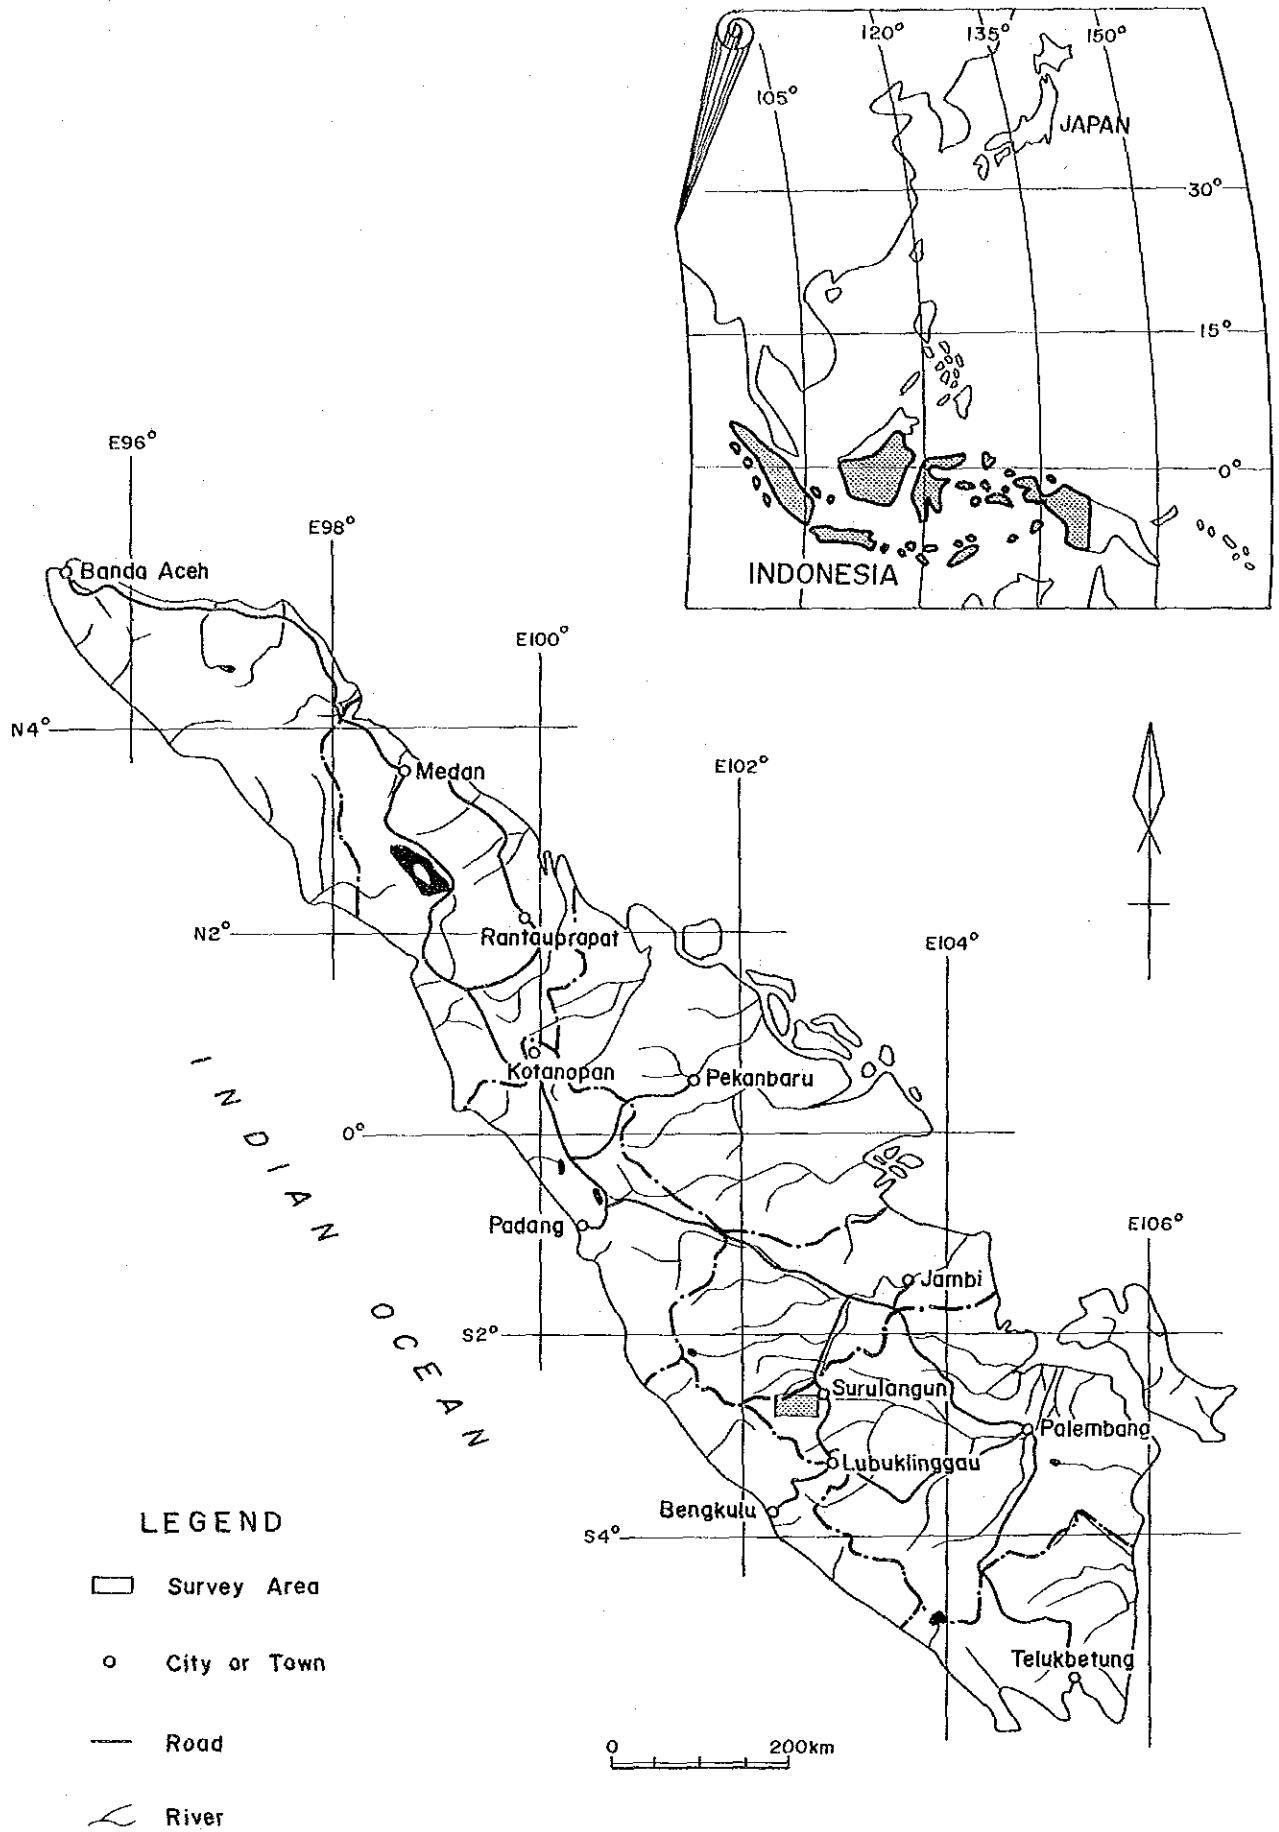 120°
135°
150°
105°
JAPAN
30°
15°
0°
INDONESIA
E96°
E98°
Banda Aceh
E100°
N4°
Medan
E102°
N2°
Rantauprapat
E104°
Kotanopan
Pekanbaru
0°
INDIAN OCEAN
Padang
E106°
Jambi
S2°
Surulangun
Palembang
Lubuklinggau
Bengkulu
S4°
Telukbetung
LEGEND
Survey Area
City or Town
Road
River
0 200km